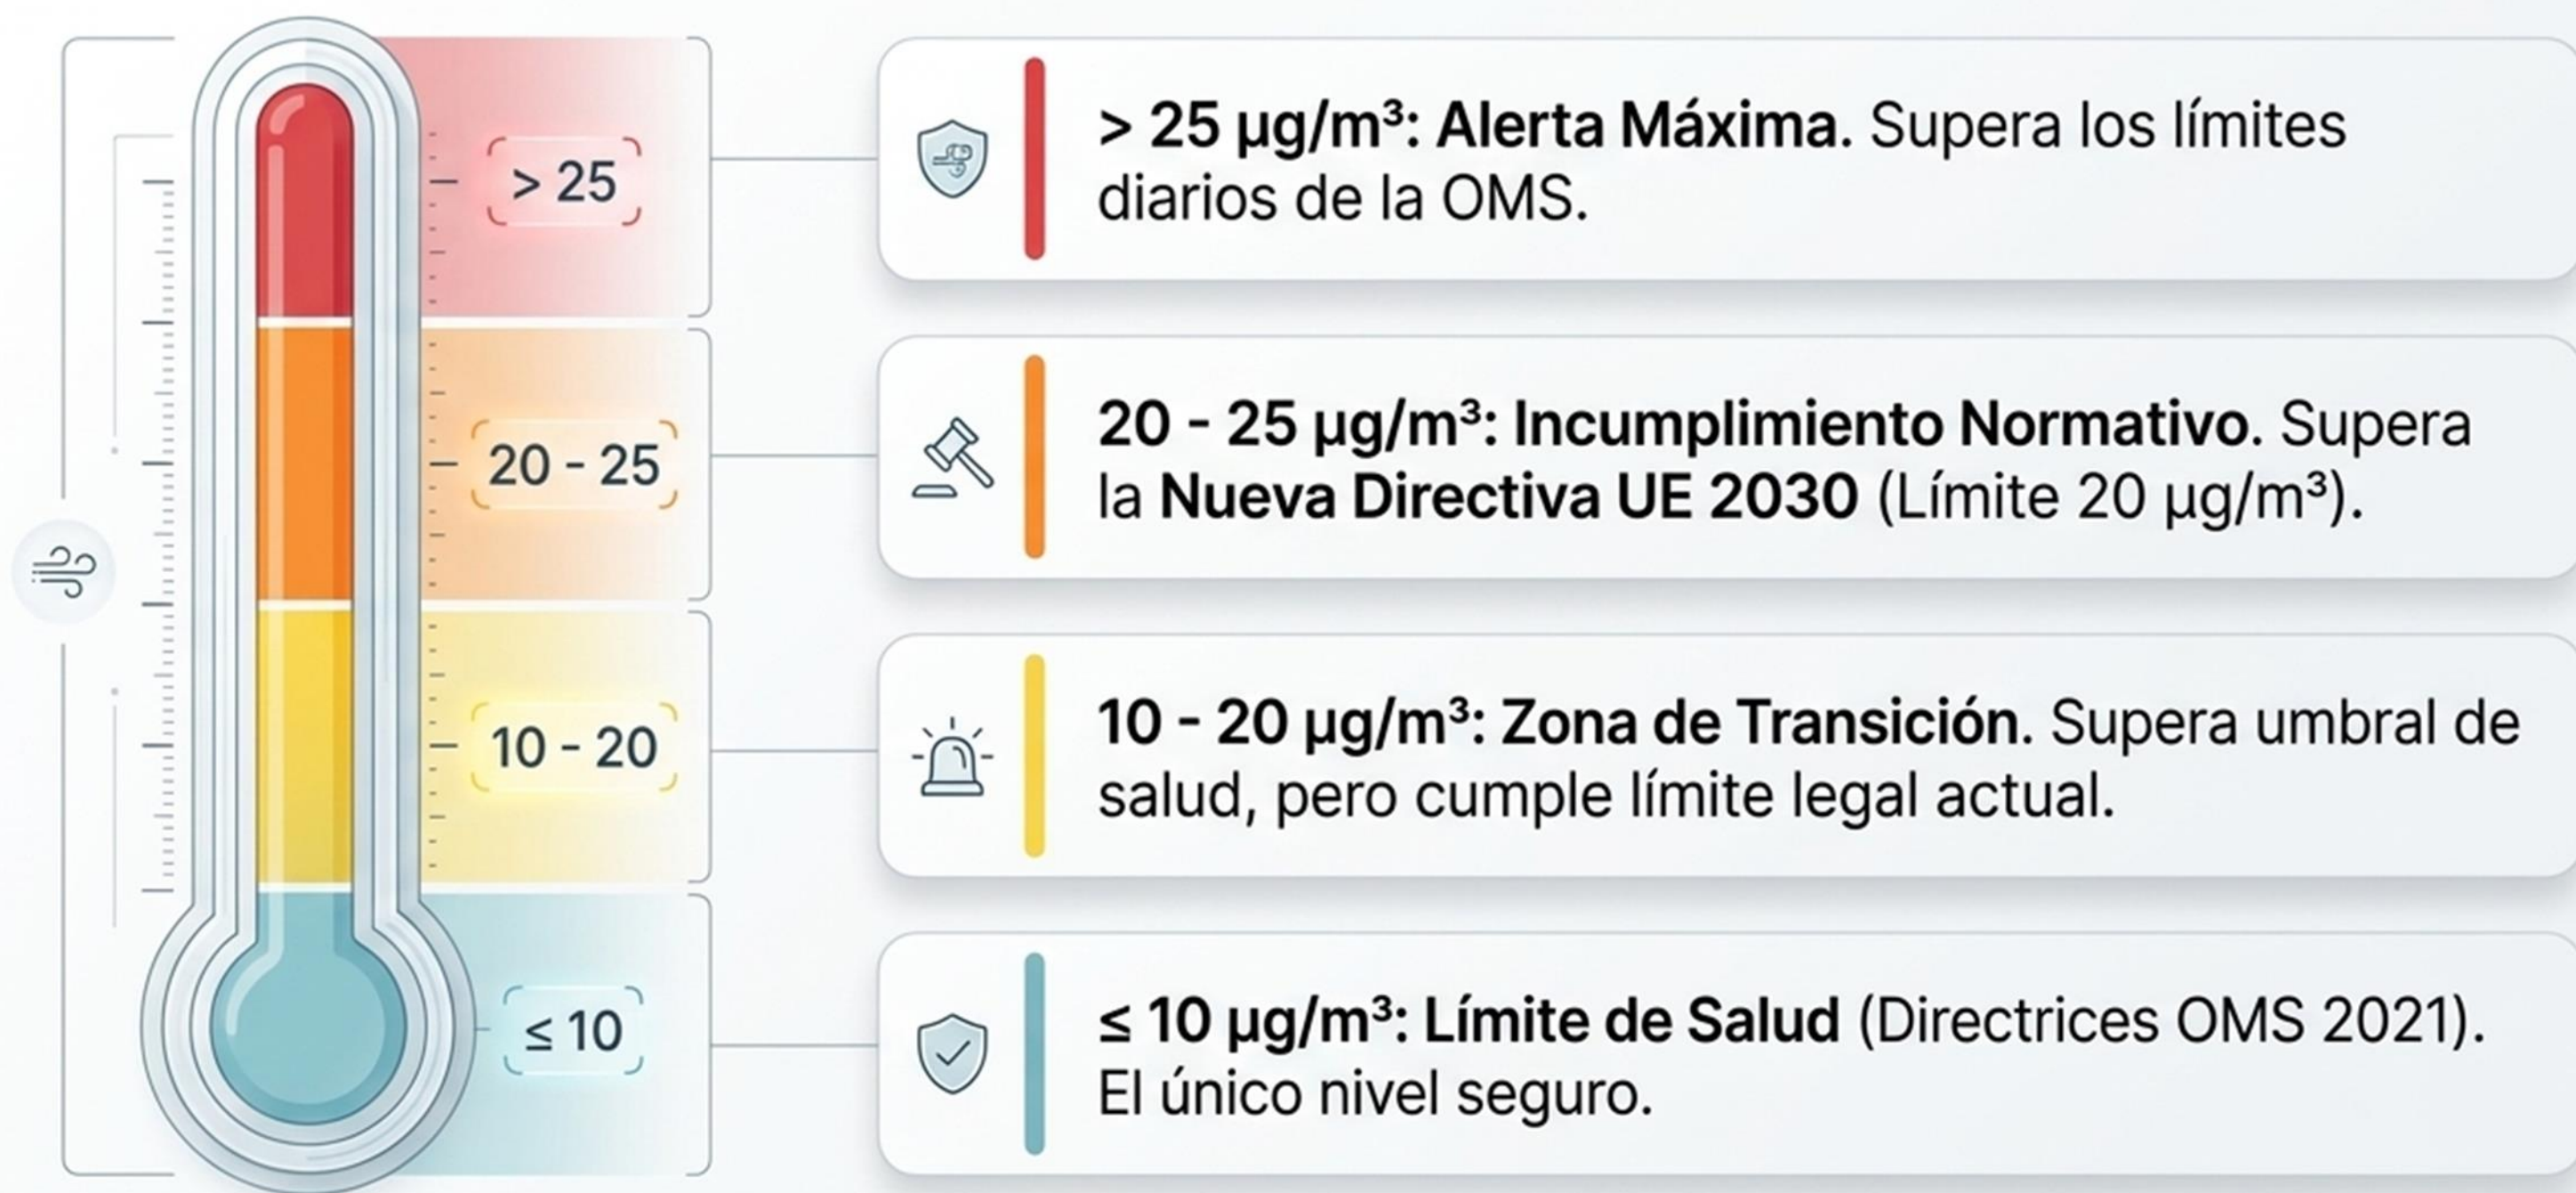 > 25
> 25 µg/m³: Alerta Máxima. Supera los límites
diarios de la OMS.
20 - 25
20 - 25 µg/m³: Incumplimiento Normativo. Supera
la Nueva Directiva UE 2030 (Límite 20 µg/m³).
10 - 20
10 - 20 µg/m³: Zona de Transición. Supera umbral de
salud, pero cumple límite legal actual.
≤ 10
≤ 10 µg/m³: Límite de Salud (Directrices OMS 2021).
El único nivel seguro.